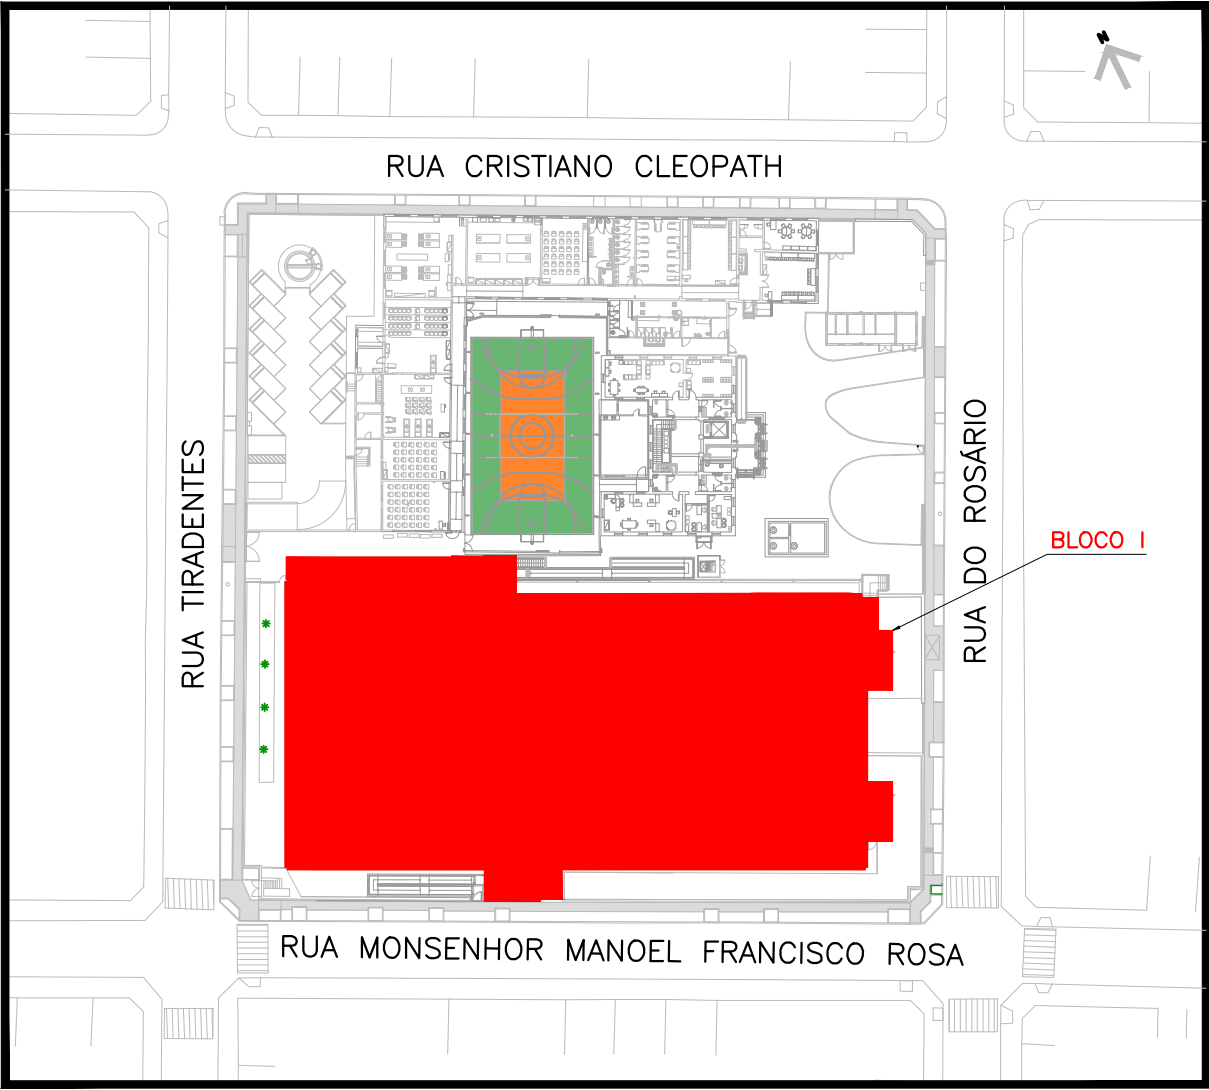 N
RUA CRISTIANO CLEOPATH
RUA TIRADENTES
RUA DO ROSÁRIO
BLOCO I
RUA MONSENHOR MANOEL FRANCISCO ROSA